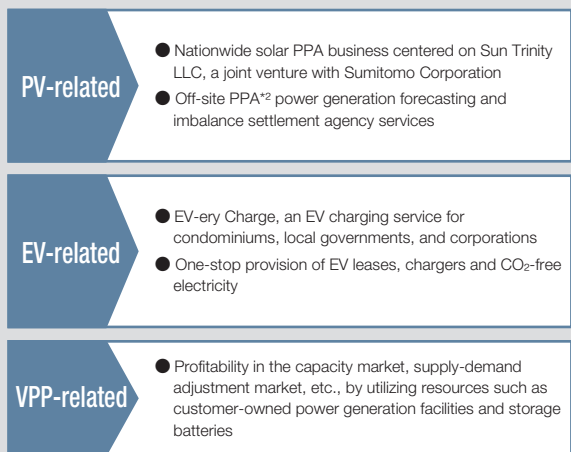 PV-related
● Nationwide solar PPA business centered on Sun Trinity
LLC, a joint venture with Sumitomo Corporation
● Off-site PPA*2 power generation forecasting and
imbalance settlement agency services
EV-related
● EV-ery Charge, an EV charging service for
condominiums, local governments, and corporations
● One-stop provision of EV leases, chargers and CO₂-free
electricity
VPP-related
● Profitability in the capacity market, supply-demand
adjustment market, etc., by utilizing resources such as
customer-owned power generation facilities and storage
batteries